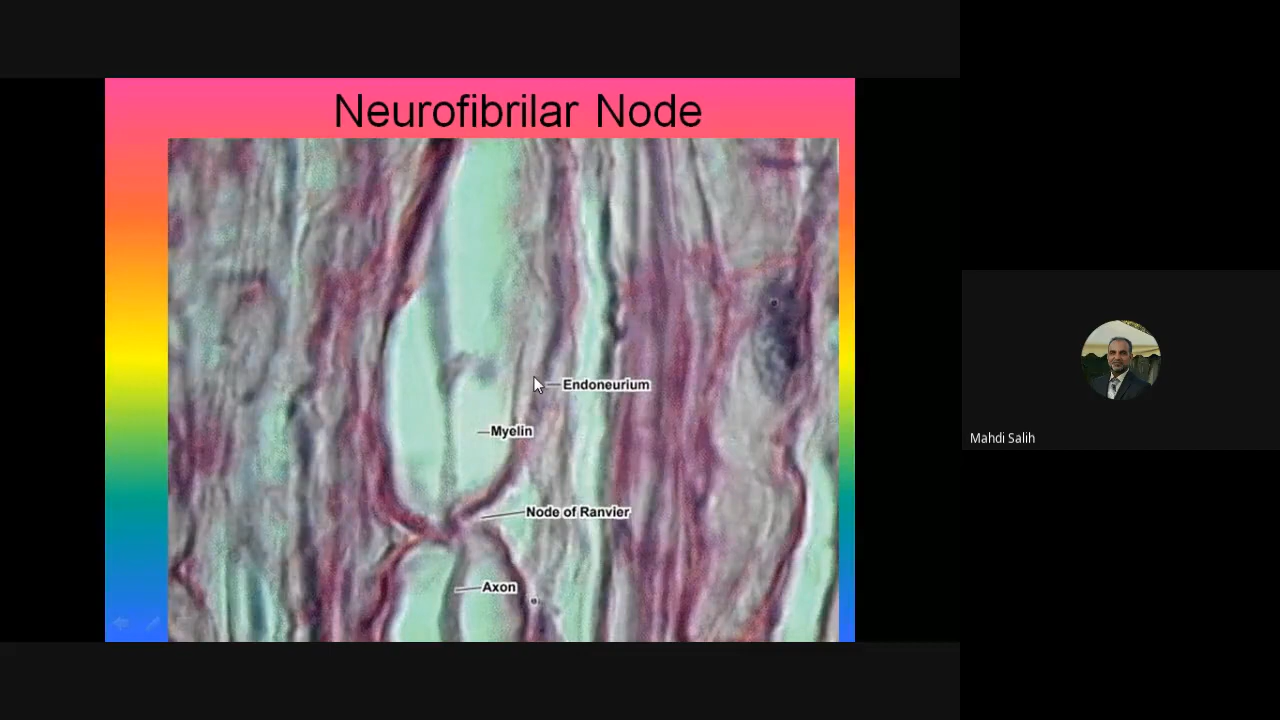 Neurofibrilar Node
Endoneurium
Myelin
Node of Ranvier
Axon
Mahdi Salih